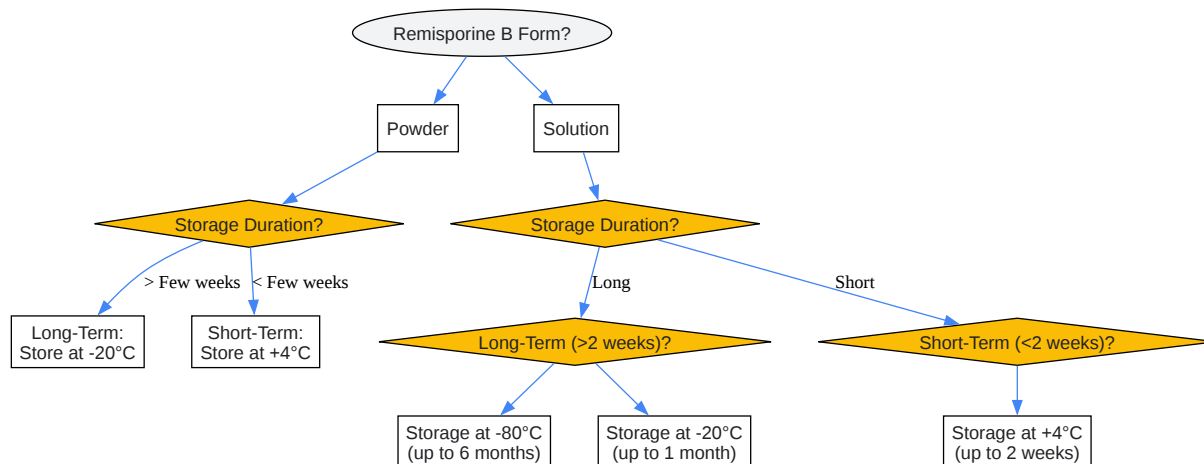 Remisporine B Form?
Powder
Solution
Storage Duration?
Storage Duration?
> Few weeks
< Few weeks
Long
Short
Long-Term:
Store at -20°C
Short-Term:
Store at +4°C
Long-Term (>2 weeks)?
Short-Term (<2 weeks)?
Storage at -80°C
(up to 6 months)
Storage at -20°C
(up to 1 month)
Storage at +4°C
(up to 2 weeks)